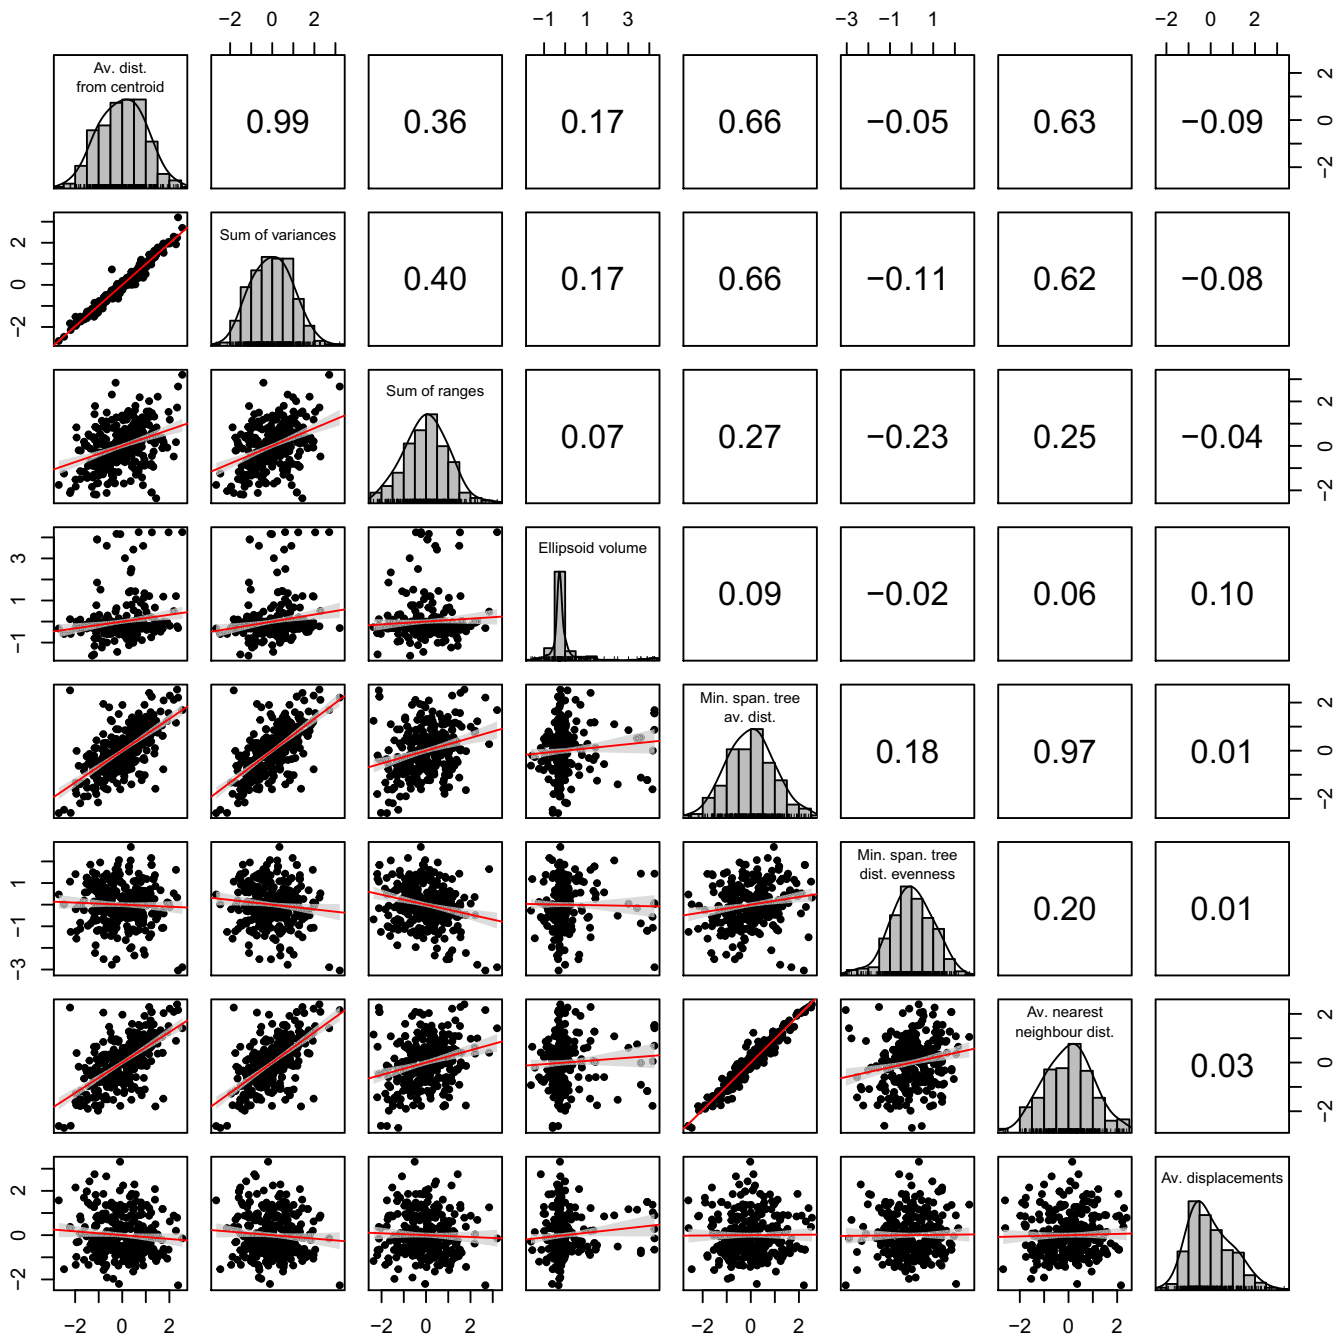 −2 0 2 −1 1 3 −3 −1 1 −2 0 2
Av. dist.
from centroid
0.99 0.36 0.17 0.66 −0.05 0.63 −0.09
−2 0 2
−2 0 2
Sum of variances
0.40 0.17 0.66 −0.11 0.62 −0.08
Sum of ranges
0.07 0.27 −0.23 0.25 −0.04
−2 0 2
−1 1 3
Ellipsoid volume
0.09 −0.02 0.06 0.10
Min. span. tree
av. dist.
0.18 0.97 0.01
−2 0 2
−3 −1 1
Min. span. tree
dist. evenness
0.20 0.01
Av. nearest
neighbour dist.
0.03
−2 0 2
−2 0 2
Av. displacements
−2 0 2 −2 0 2 −2 0 2 −2 0 2